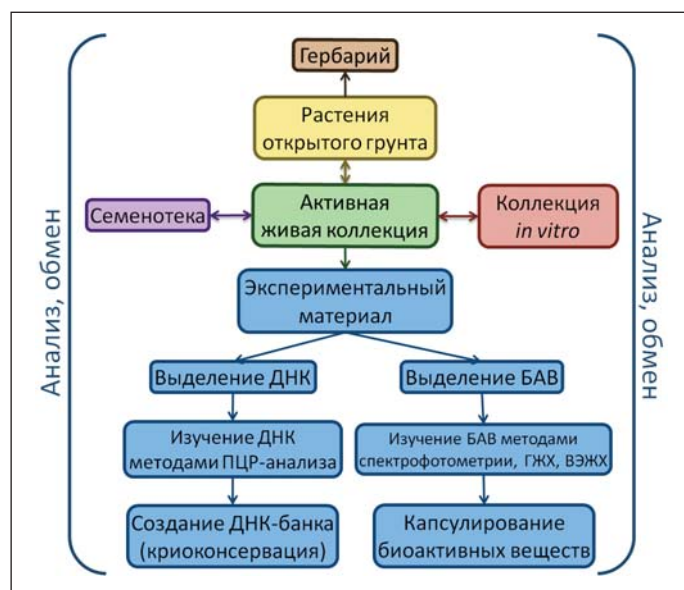 Гербарий
Растения
открытого грунта
Семенотека
Активная
живая коллекция
Коллекция
in vitro
Экспериментальный
материал
Выделение ДНК
Выделение БАВ
Изучение ДНК
методами ПЦР-анализа
Изучение БАВ методами
спектрофотометрии, ГЖХ, ВЭЖХ
Создание ДНК-банка
(криоконсервация)
Капсулирование
биоактивных веществ
Анализ, обмен
Анализ, обмен